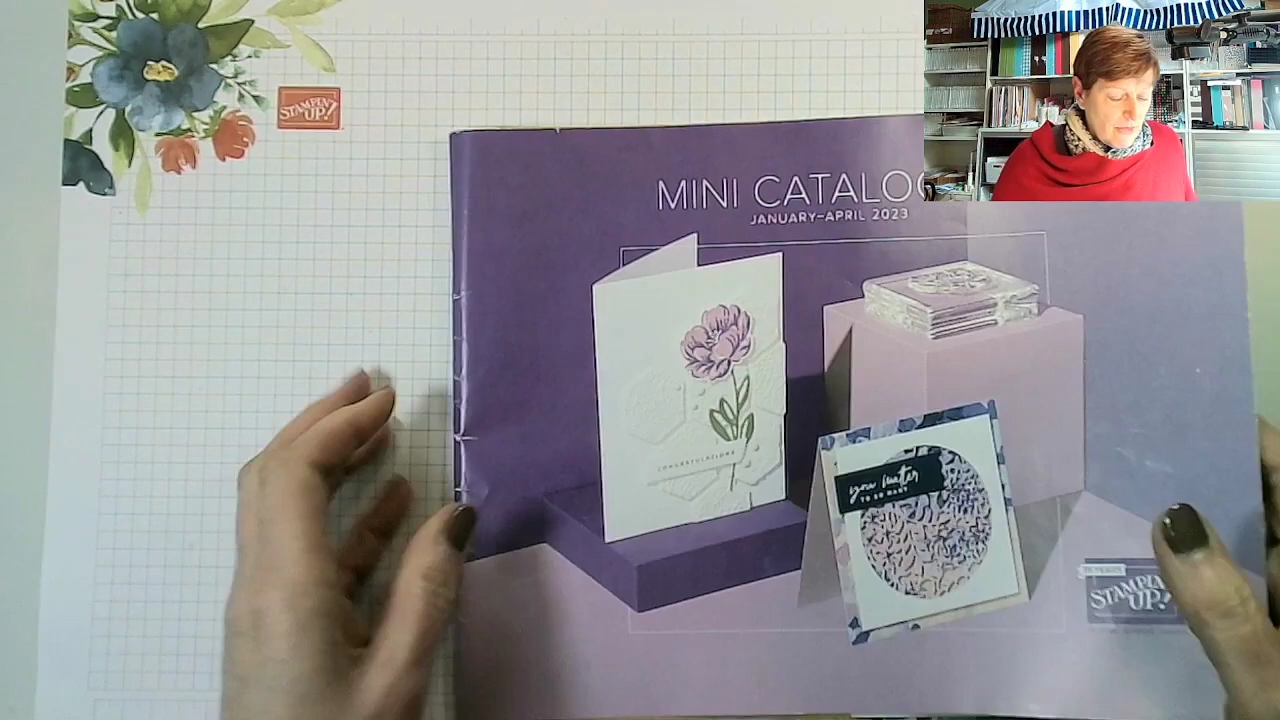 STAMPIN'
UP!
MINI CATALOG
JANUARY–APRIL 2023
CONGRATULATIONS
you matter
TO SO MANY
STAMPIN'
UP!